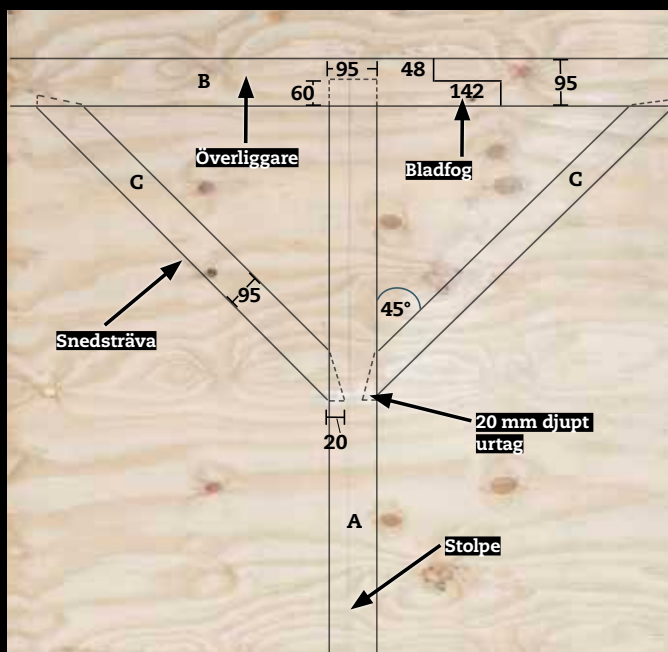 95
48
B
60
142
95
Överliggare
Bladfog
C
C
95
45°
Snedsträva
20 mm djupt
urtag
20
A
Stolpe